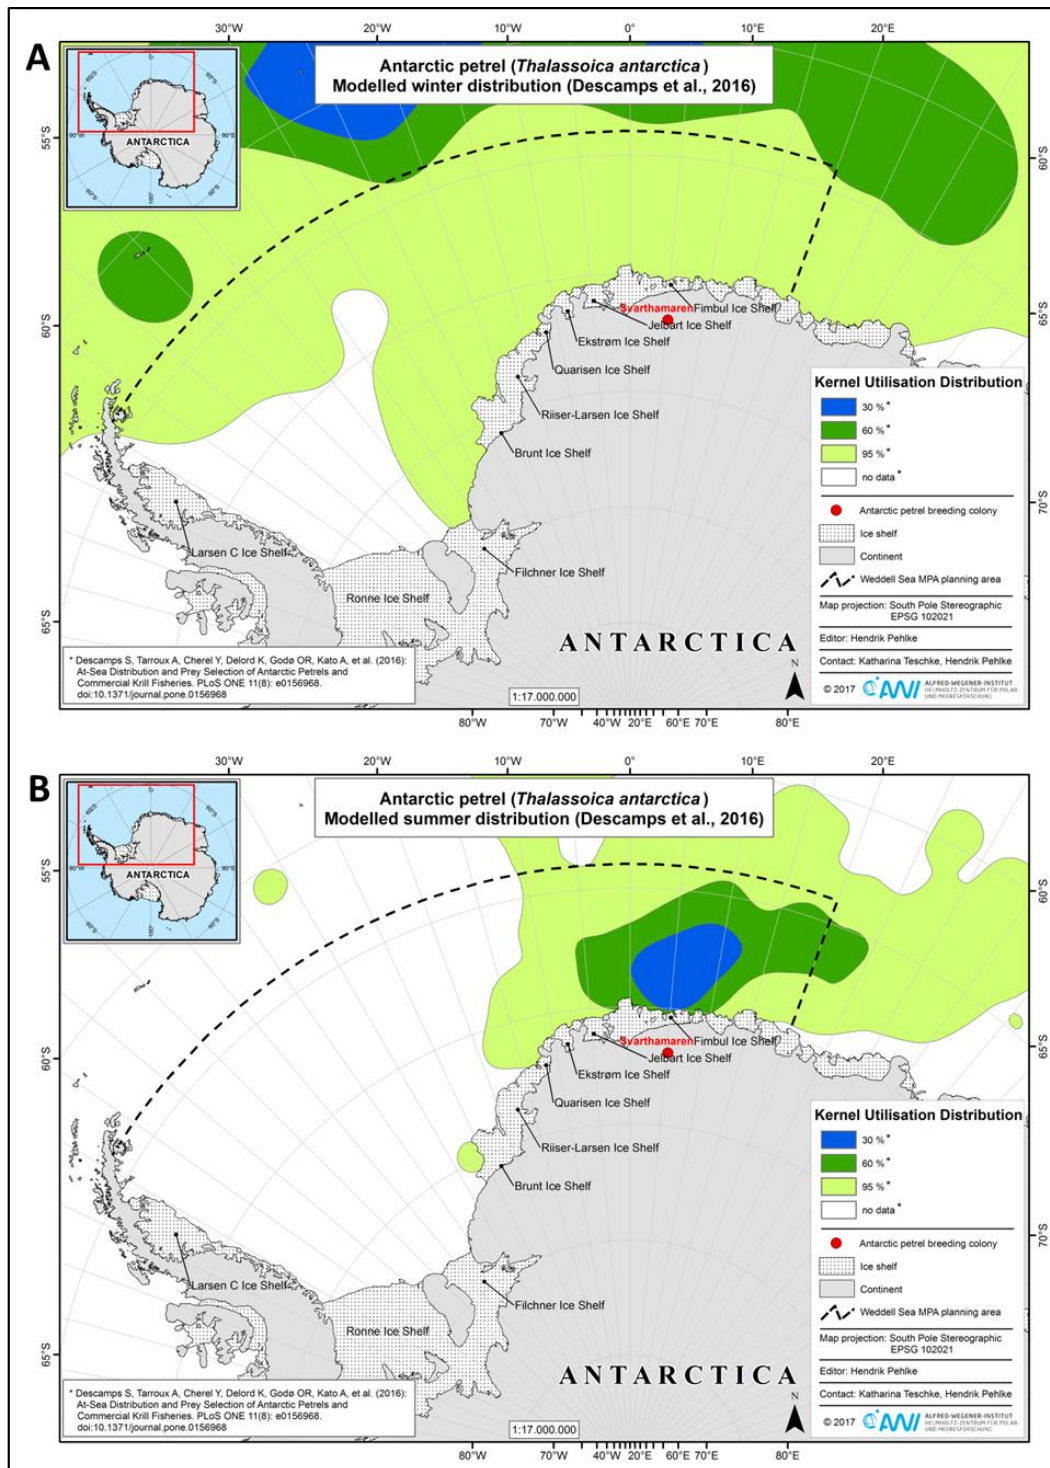 A
30°W 20°W 10°W 0° 10°E 20°E
Antarctic petrel (Thalassoica antarctica)
Modelled winter distribution (Descamps et al., 2016)
ANTARCTICA
55°S
60°S
65°S
60°S
65°S
70°S
Svarthamaren
Fimbul Ice Shelf
Jelbart Ice Shelf
Ekstrøm Ice Shelf
Quarisen Ice Shelf
Riiser-Larsen Ice Shelf
Brunt Ice Shelf
Larsen C Ice Shelf
Filchner Ice Shelf
Ronne Ice Shelf
ANTARCTICA
N
Kernel Utilisation Distribution
30 % *
60 % *
95 % *
no data *
Antarctic petrel breeding colony
Ice shelf
Continent
Weddell Sea MPA planning area
Map projection: South Pole Stereographic
EPSG 102021
Editor: Hendrik Pehlke
Contact: Katharina Teschke, Hendrik Pehlke
© 2017 AWI ALFRED-WEGENER-INSTITUT
HELMHOLTZ-ZENTRUM FÜR POLAR-
UND MEERESFORSCHUNG
* Descamps S, Tarroux A, Cherel Y, Delord K, Godø OR, Kato A, et al. (2016):
At-Sea Distribution and Prey Selection of Antarctic Petrels and
Commercial Krill Fisheries. PLoS ONE 11(8): e0156968.
doi:10.1371/journal.pone.0156968
1:17.000.000
80°W 70°W 40°W 20°E 60°E 70°E 80°E
B
30°W 20°W 10°W 0° 10°E 20°E
Antarctic petrel (Thalassoica antarctica)
Modelled summer distribution (Descamps et al., 2016)
ANTARCTICA
55°S
60°S
65°S
60°S
65°S
70°S
Svarthamaren
Fimbul Ice Shelf
Jelbart Ice Shelf
Ekstrøm Ice Shelf
Quarisen Ice Shelf
Riiser-Larsen Ice Shelf
Brunt Ice Shelf
Larsen C Ice Shelf
Filchner Ice Shelf
Ronne Ice Shelf
ANTARCTICA
N
Kernel Utilisation Distribution
30 % *
60 % *
95 % *
no data *
Antarctic petrel breeding colony
Ice shelf
Continent
Weddell Sea MPA planning area
Map projection: South Pole Stereographic
EPSG 102021
Editor: Hendrik Pehlke
Contact: Katharina Teschke, Hendrik Pehlke
© 2017 AWI ALFRED-WEGENER-INSTITUT
HELMHOLTZ-ZENTRUM FÜR POLAR-
UND MEERESFORSCHUNG
* Descamps S, Tarroux A, Cherel Y, Delord K, Godø OR, Kato A, et al. (2016):
At-Sea Distribution and Prey Selection of Antarctic Petrels and
Commercial Krill Fisheries. PLoS ONE 11(8): e0156968.
doi:10.1371/journal.pone.0156968
1:17.000.000
80°W 70°W 40°W 20°E 60°E 70°E 80°E